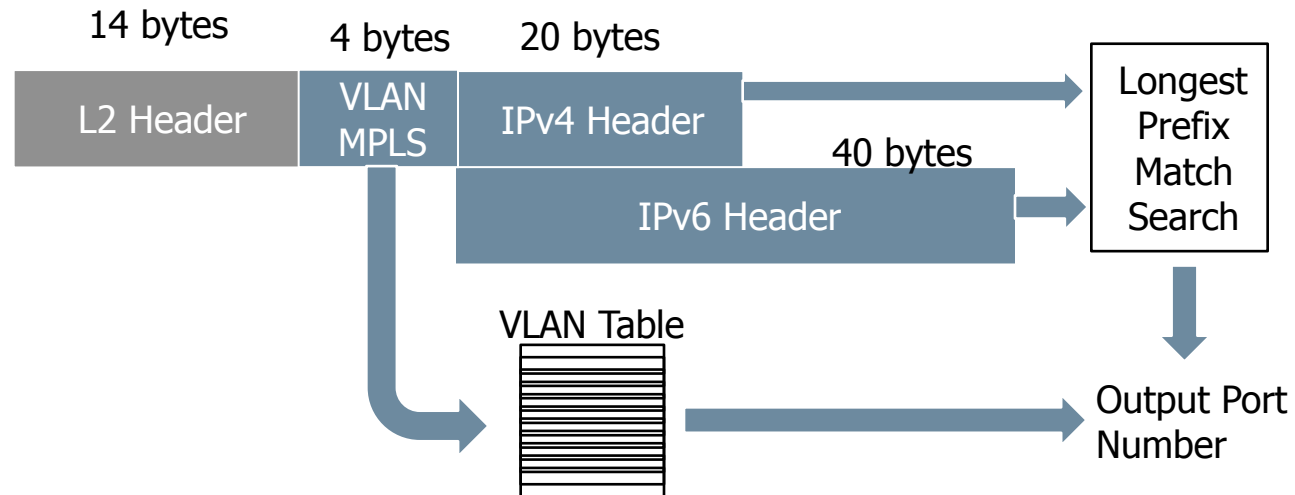 14 bytes
4 bytes
20 bytes
L2 Header
VLAN
MPLS
IPv4 Header
Longest
Prefix
Match
Search
40 bytes
IPv6 Header
VLAN Table
Output Port
Number